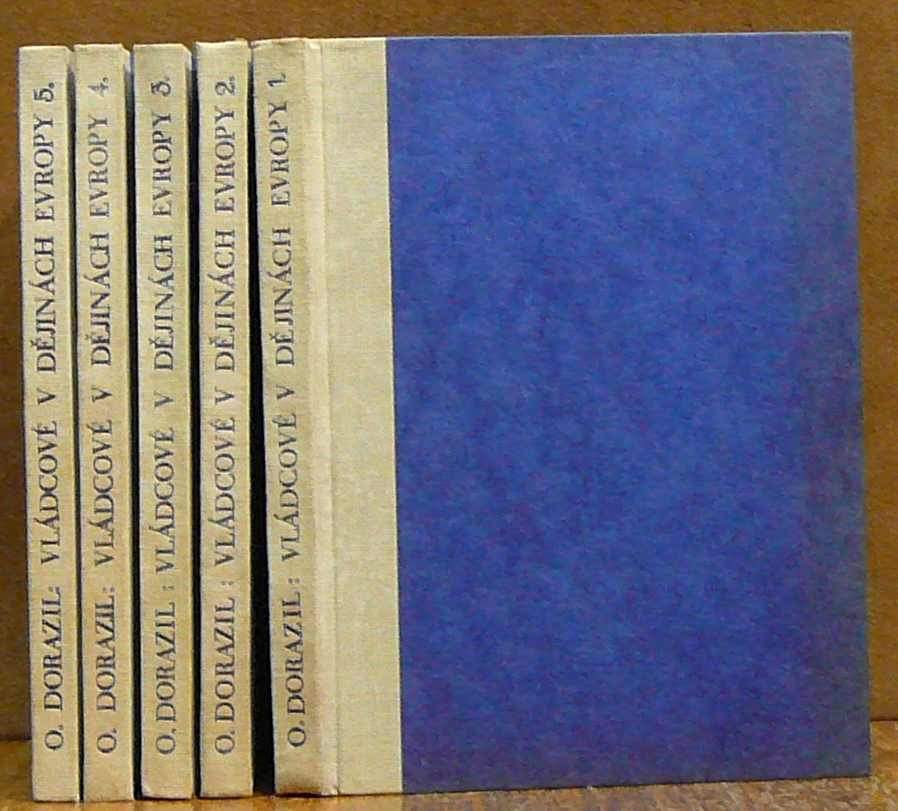 O. DORAZIL: VLÁDCOVÉ V DĚJINÁCH EVROPY 5.
O. DORAZIL: VLÁDCOVÉ V DĚJINÁCH EVROPY 4.
O. DORAZIL: VLÁDCOVÉ V DĚJINÁCH EVROPY 3.
O. DORAZIL: VLÁDCOVÉ V DĚJINÁCH EVROPY 2.
O. DORAZIL: VLÁDCOVÉ V DĚJINÁCH EVROPY 1.